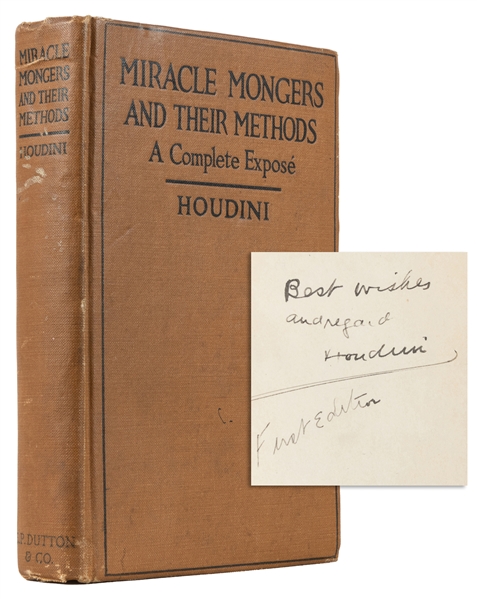 MIRACLE
MONGERS
AND THEIR
METHODS
HOUDINI
E.P. DUTTON
& CO.
MIRACLE MONGERS
AND THEIR METHODS
A Complete Exposé
HOUDINI
Best wishes
and regard
Houdini
First Edition